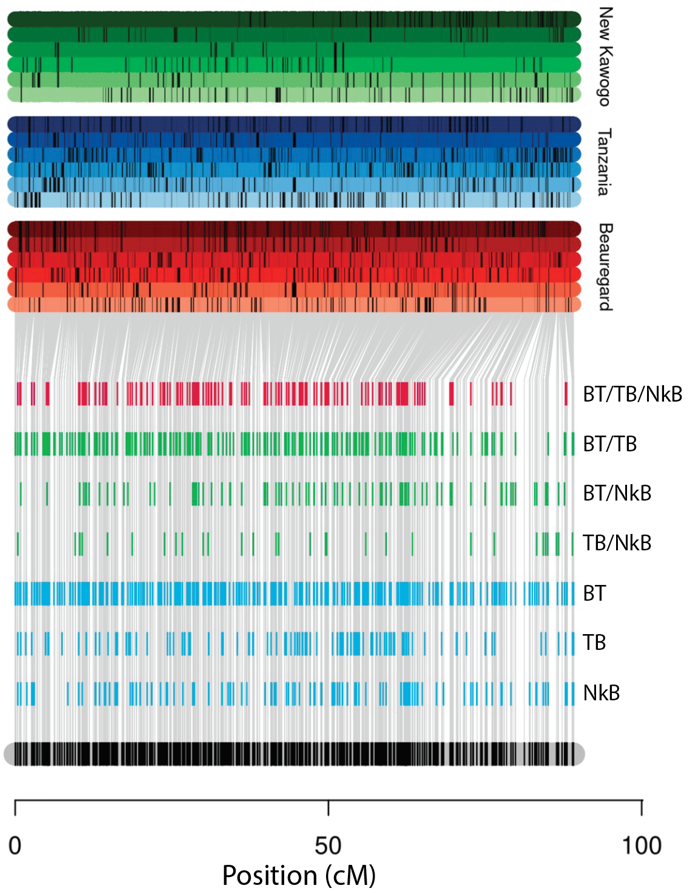 New Kawogo
Tanzania
Beauregard
BT/TB/NkB
BT/TB
BT/NkB
TB/NkB
BT
TB
NkB
0 50 100
Position (cM)